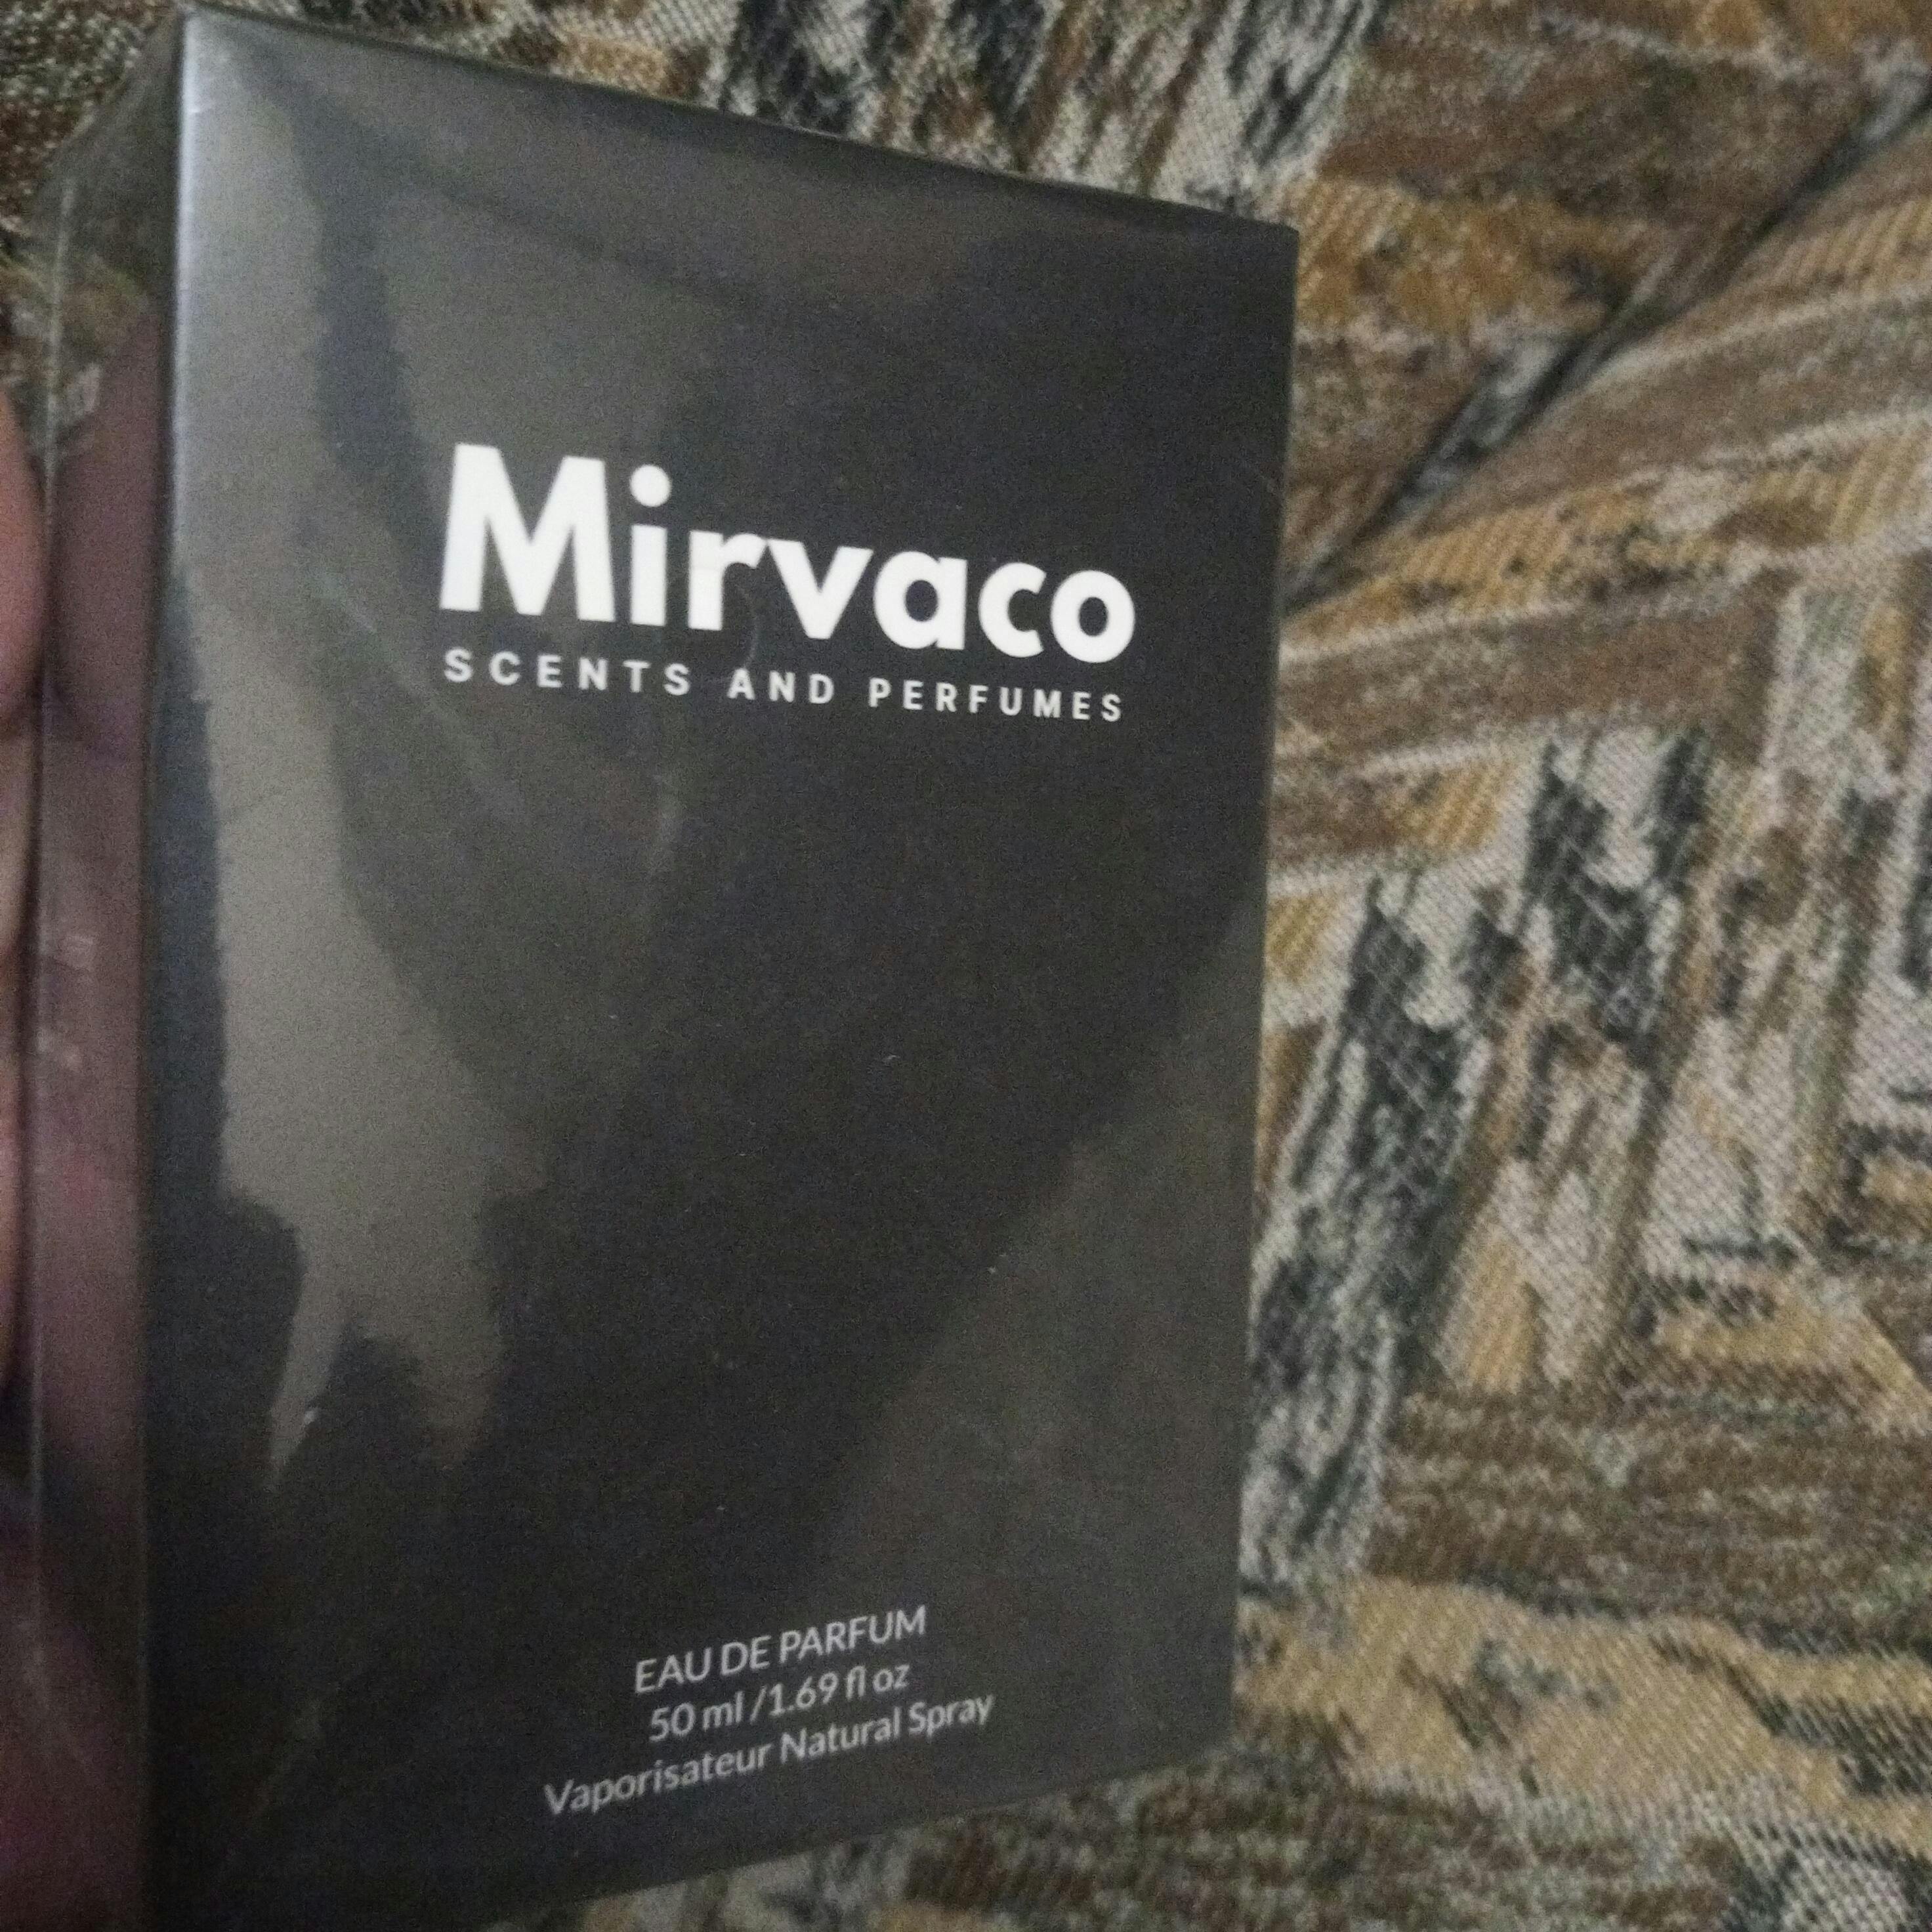 Mirvaco
SCENTS AND PERFUMES
EAU DE PARFUM
50 ml /1.69 fl oz
Vaporisateur Natural Spray